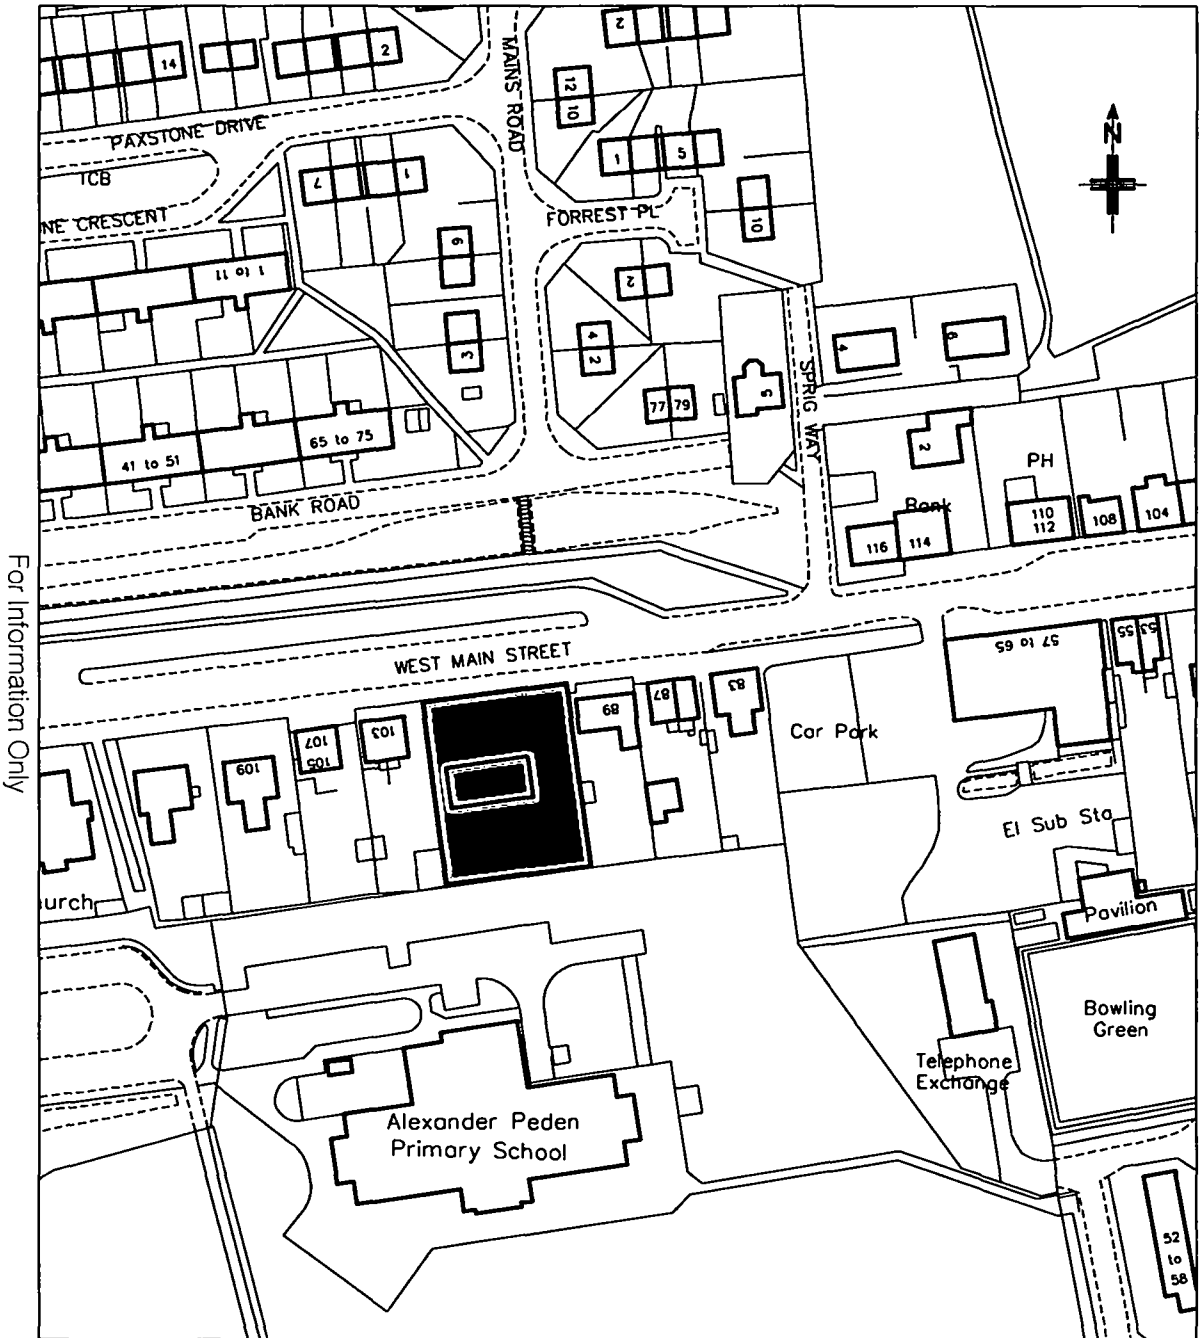 2
14
2
MAINS ROAD
12
10
PAXSTONE DRIVE
N
1
5
TCB
7
1
NE CRESCENT
FORREST PL
10
6
1 to 11
2
3
4
2
4
6
SPRIG WAY
5
77
79
65 to 75
41 to 51
2
PH
BANK ROAD
Bank
110
112
108
104
116
114
For Information Only
WEST MAIN STREET
57 to 65
55
53
89
87
83
103
107
105
109
Car Park
El Sub Sta
urch
Pavilion
Bowling
Green
Telephone
Exchange
Alexander Peden
Primary School
52
to
58